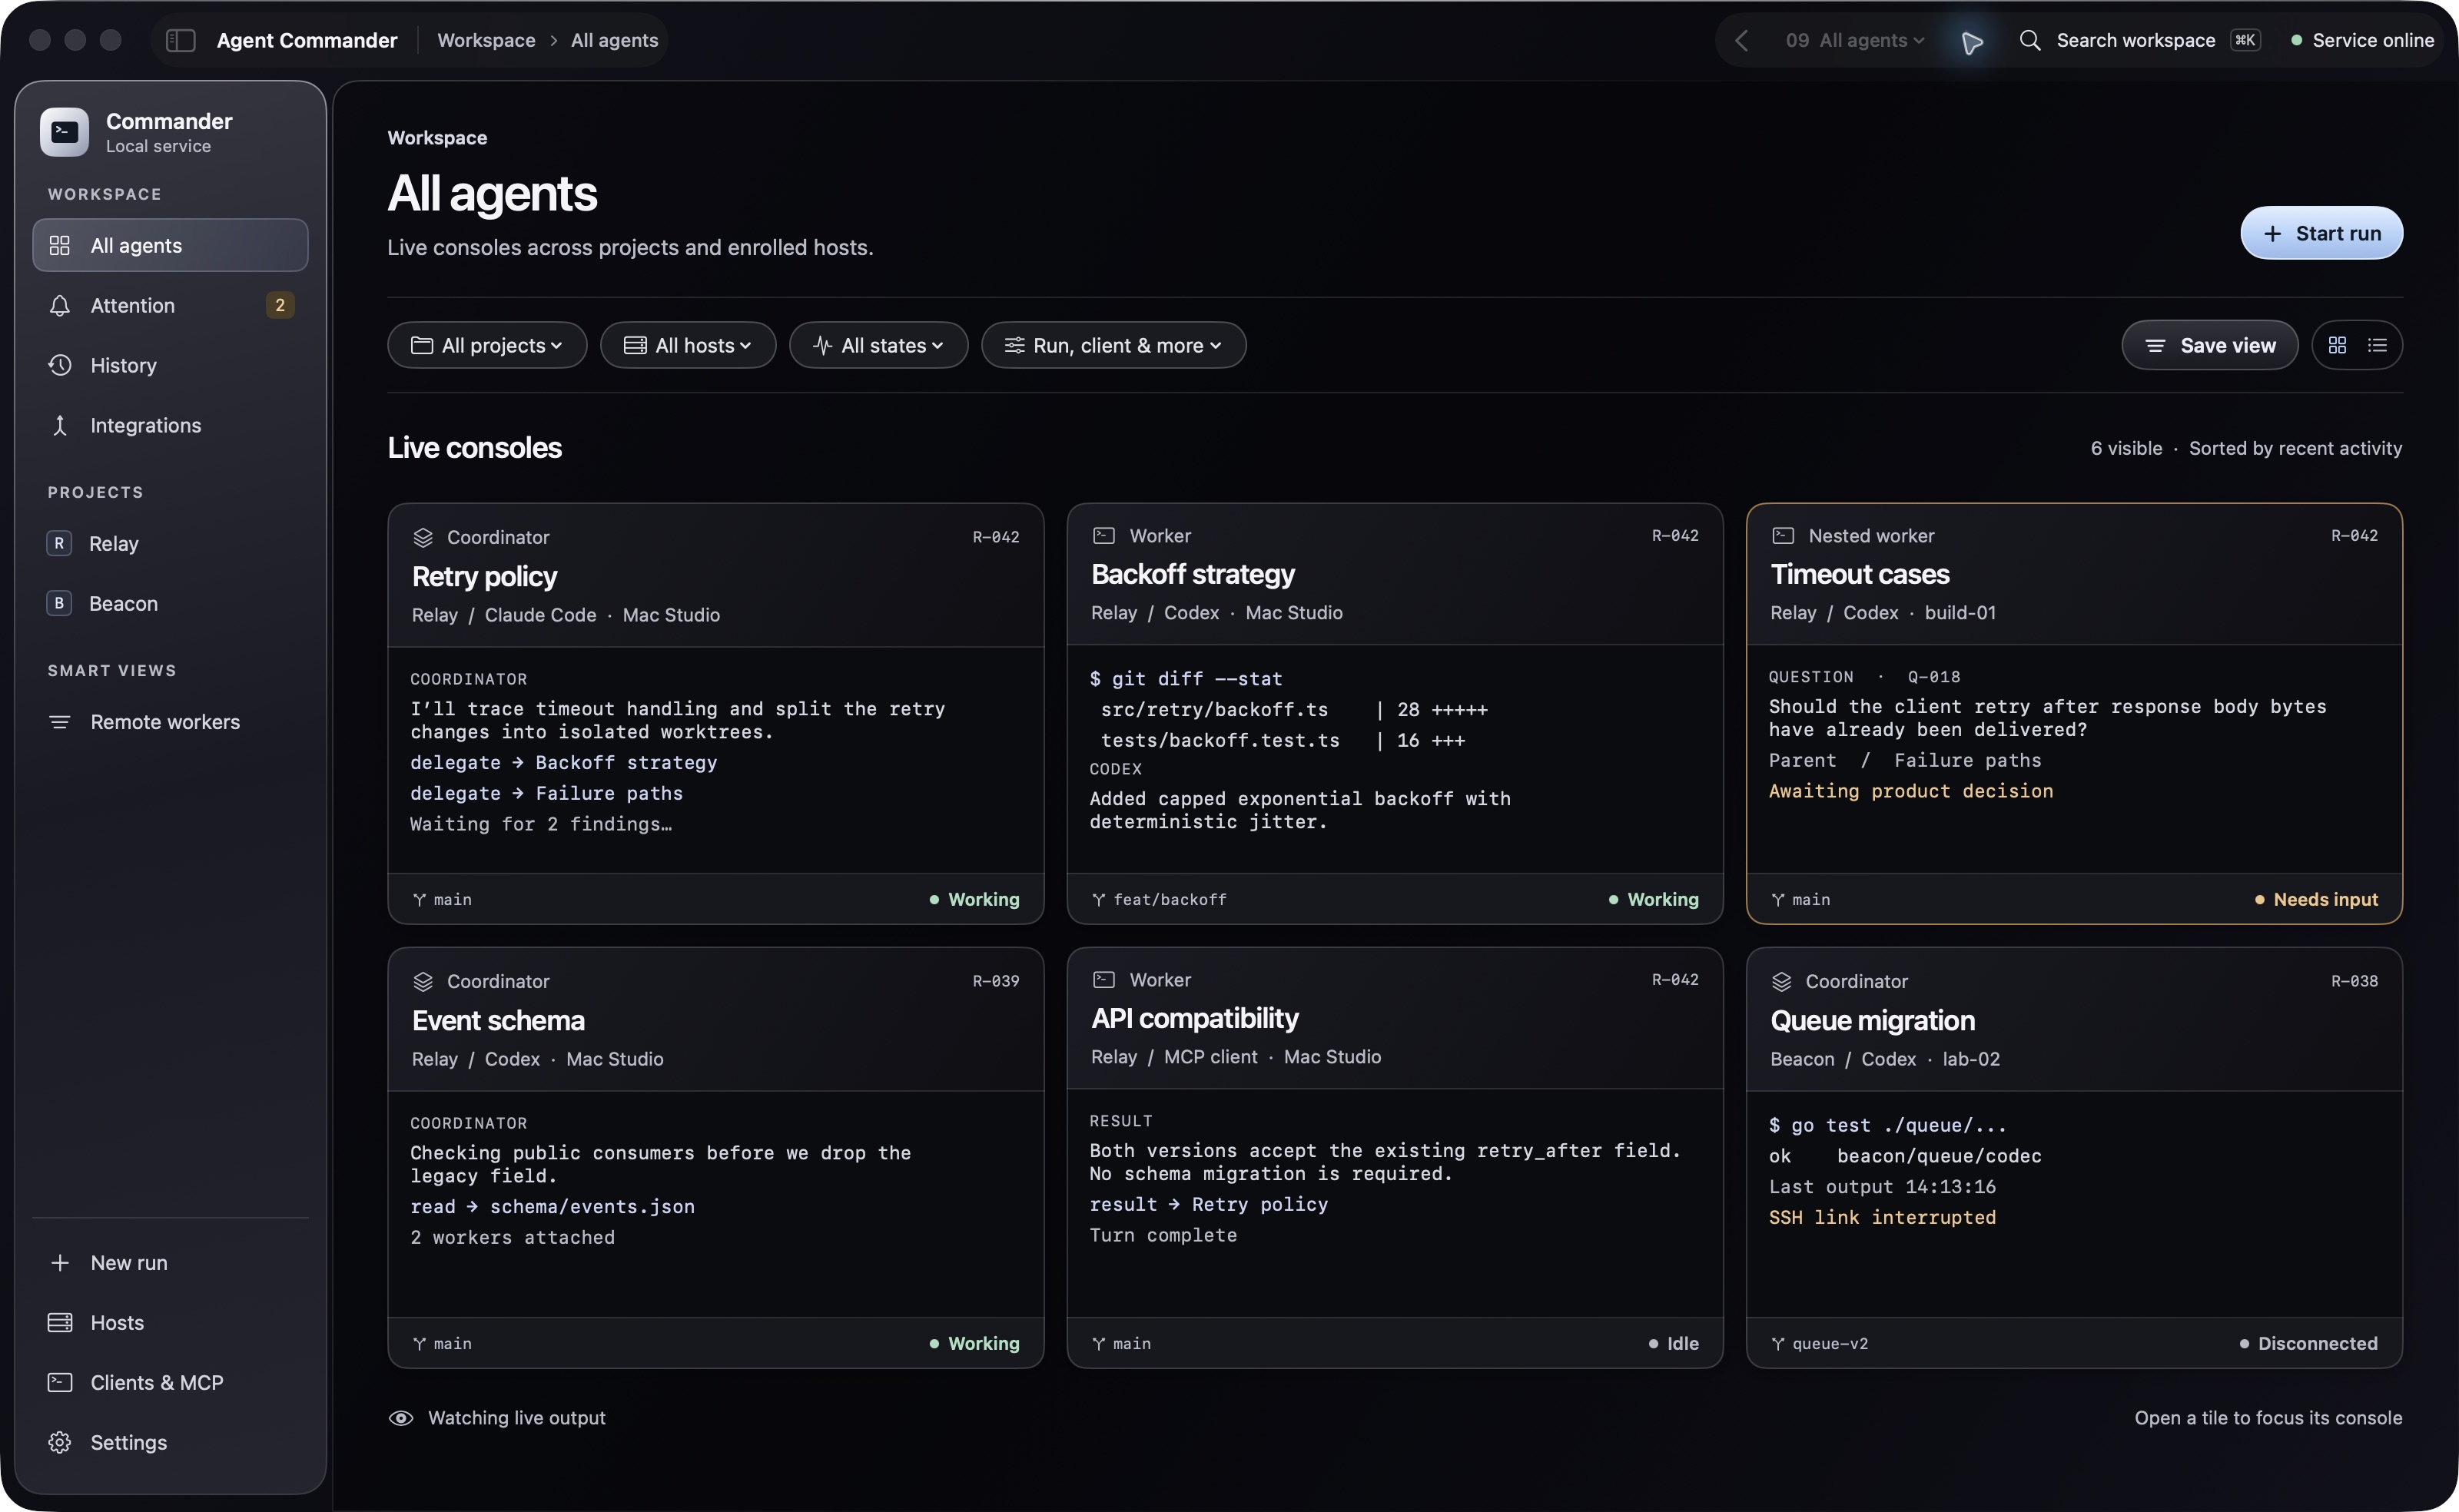 Agent Commander
Workspace > All agents
09 All agents
Search workspace ⌘K
Service online
Commander
Local service
WORKSPACE
All agents
Attention 2
History
Integrations
PROJECTS
R Relay
B Beacon
SMART VIEWS
Remote workers
New run
Hosts
Clients & MCP
Settings
Workspace
All agents
Live consoles across projects and enrolled hosts.
+ Start run
All projects
All hosts
All states
Run, client & more
Save view
Live consoles
6 visible · Sorted by recent activity
Coordinator R-042
Retry policy
Relay / Claude Code · Mac Studio
COORDINATOR
I’ll trace timeout handling and split the retry
changes into isolated worktrees.
delegate → Backoff strategy
delegate → Failure paths
Waiting for 2 findings…
main Working
Worker R-042
Backoff strategy
Relay / Codex · Mac Studio
$ git diff --stat
src/retry/backoff.ts | 28 +++++
tests/backoff.test.ts | 16 +++
CODEX
Added capped exponential backoff with
deterministic jitter.
feat/backoff Working
Nested worker R-042
Timeout cases
Relay / Codex · build-01
QUESTION · Q-018
Should the client retry after response body bytes
have already been delivered?
Parent / Failure paths
Awaiting product decision
main Needs input
Coordinator R-039
Event schema
Relay / Codex · Mac Studio
COORDINATOR
Checking public consumers before we drop the
legacy field.
read → schema/events.json
2 workers attached
main Working
Worker R-042
API compatibility
Relay / MCP client · Mac Studio
RESULT
Both versions accept the existing retry_after field.
No schema migration is required.
result → Retry policy
Turn complete
main Idle
Coordinator R-038
Queue migration
Beacon / Codex · lab-02
$ go test ./queue/...
ok beacon/queue/codec
Last output 14:13:16
SSH link interrupted
queue-v2 Disconnected
Watching live output
Open a tile to focus its console